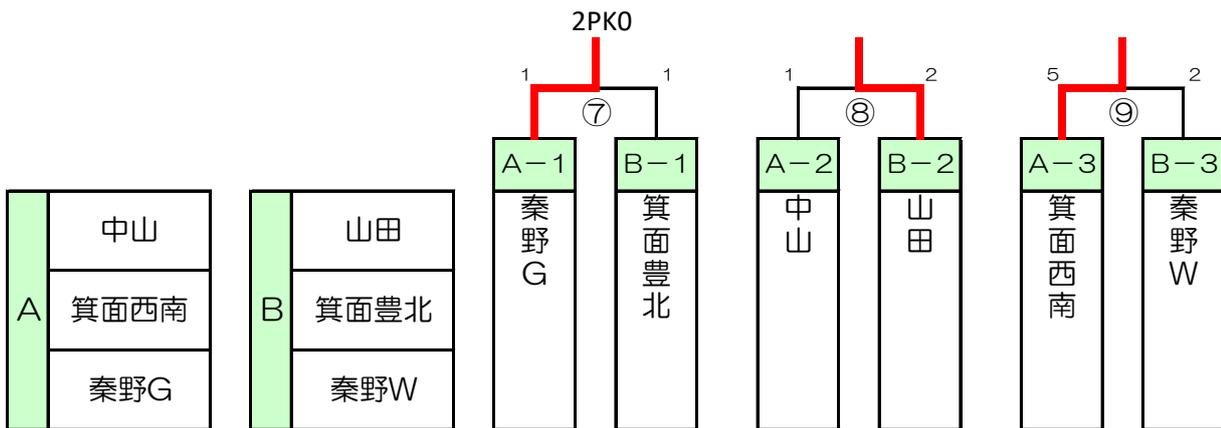 2PK0
1 1
⑦
1 2
⑧
5 2
⑨
A-1 B-1
A-2 B-2
A-3 B-3
秦野G
箕面豊北
中山
山田
箕面西南
秦野W
A
中山
箕面西南
秦野G
B
山田
箕面豊北
秦野W